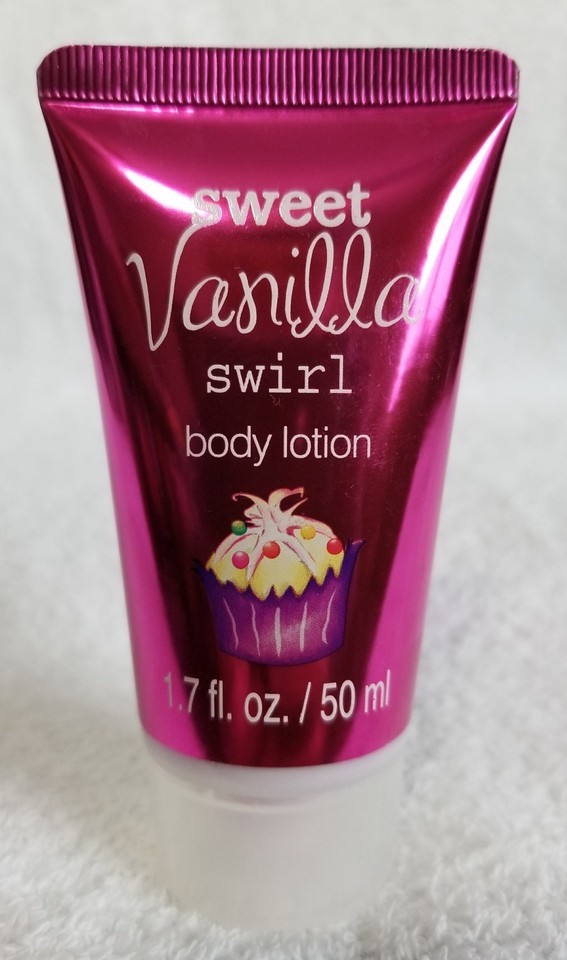 sweet
Vanilla
swirl
body lotion
1.7 fl. oz. / 50 ml